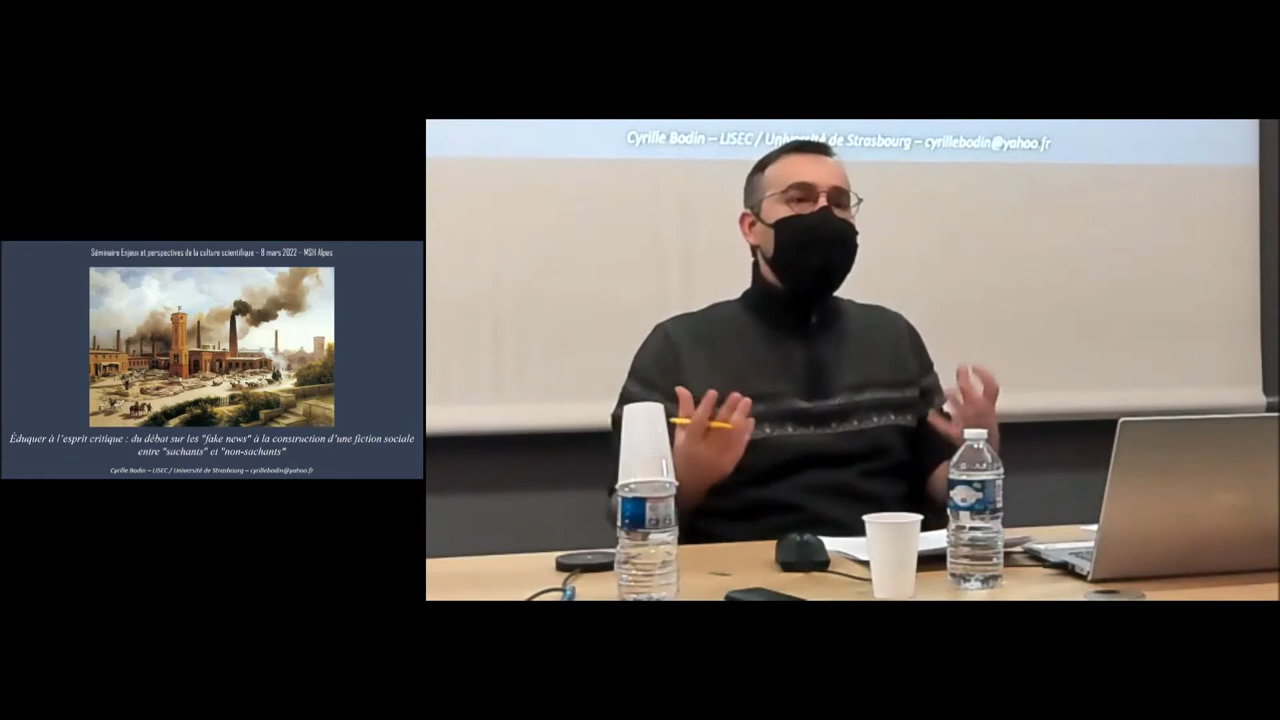 Séminaire Enjeux et perspectives de la culture scientifique – 8 mars 2022 – MSH Alpes
Éduquer à l'esprit critique : du débat sur les "fake news" à la construction d'une fiction sociale
entre "sachants" et "non-sachants"
Cyrille Bodin – LISEC / Université de Strasbourg – cyrillebodin@yahoo.fr
Cyrille Bodin – LISEC / Université de Strasbourg – cyrillebodin@yahoo.fr